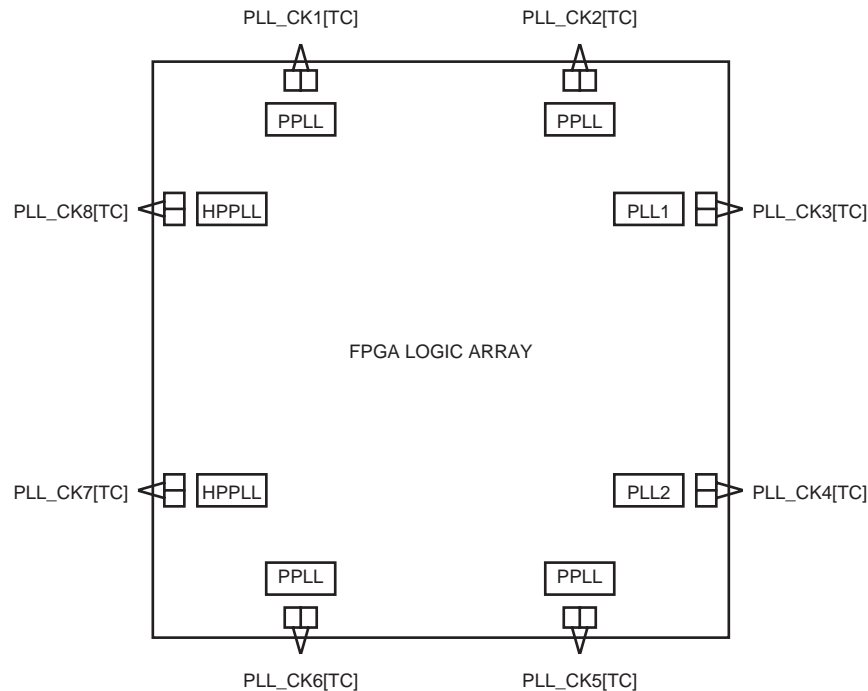 PLL_CK1[TC] PLL_CK2[TC]
PPLL PPLL
PLL_CK8[TC] HPPLL PLL1 PLL_CK3[TC]
FPGA LOGIC ARRAY
PLL_CK7[TC] HPPLL PLL2 PLL_CK4[TC]
PPLL PPLL
PLL_CK6[TC] PLL_CK5[TC]